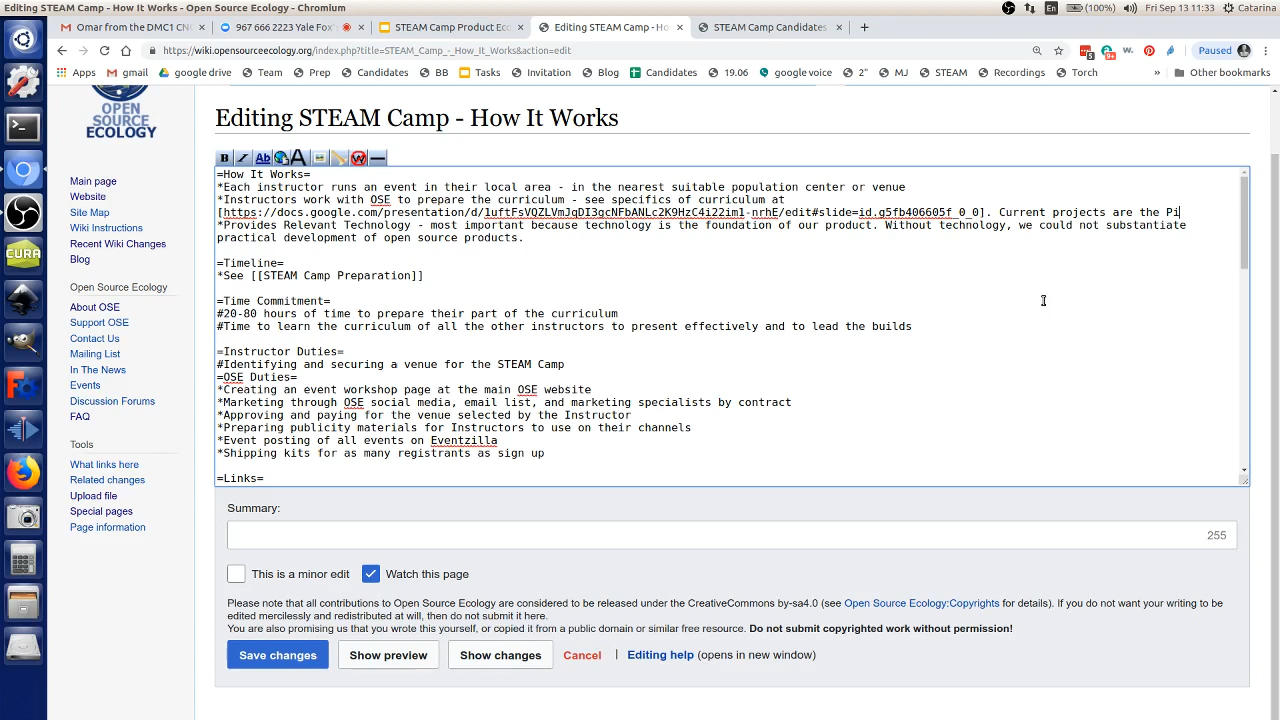 Editing STEAM Camp - How It Works - Open Source Ecology - Chromium
En
(100%)
Fri Sep 13 11:33
Catarina
Omar from the DMC1 CNC
967 666 2223 Yale Fox'
STEAM Camp Product Ecc
Editing STEAM Camp - How
STEAM Camp Candidates
https://wiki.opensourceecology.org/index.php?title=STEAM_Camp_-_How_It_Works&action=edit
Paused
Apps
gmail
google drive
Team
Prep
Candidates
BB
Tasks
Invitation
Blog
Candidates
19.06
google voice
2"
MJ
STEAM
Recordings
Torch
»
Other bookmarks
OPEN
SOURCE
ECOLOGY
Main page
Website
Site Map
Upload Instructions
Recent Wiki Changes
Blog
Open Source Ecology
About OSE
Support OSE
Contact Us
Mailing List
In The News
Events
Discussion Forums
FAQ
Tools
What links here
Related changes
Upload file
Special pages
Page information
Editing STEAM Camp - How It Works
=How It Works=
*Each instructor runs an event in their local area - in the nearest suitable population center or venue
*Instructors work with OSE to prepare the curriculum - see specifics of curriculum at
[https://docs.google.com/presentation/d/1uftFsVQZLVmJgDI3gcNFbANLc2K9HzC4i22im1-nrhE/edit#slide=id.g5fb406605f_0_0]. Current projects are the Pi
*Provides Relevant Technology - most important because technology is the foundation of our product. Without technology, we could not substantiate
practical development of open source products.
=Timeline=
*See [[STEAM Camp Preparation]]
=Time Commitment=
#20-80 hours of time to prepare their part of the curriculum
#Time to learn the curriculum of all the other instructors to present effectively and to lead the builds
=Instructor Duties=
#Identifying and securing a venue for the STEAM Camp
=OSE Duties=
*Creating an event workshop page at the main OSE website
*Marketing through OSE social media, email list, and marketing specialists by contract
*Approving and paying for the venue selected by the Instructor
*Preparing publicity materials for Instructors to use on their channels
*Event posting of all events on Eventzilla
*Shipping kits for as many registrants as sign up
=Links=
Summary:
255
This is a minor edit
Watch this page
Please note that all contributions to Open Source Ecology are considered to be released under the CreativeCommons by-sa4.0 (see Open Source Ecology:Copyrights for details). If you do not want your writing to be
edited mercilessly and redistributed at will, then do not submit it here.
You are also promising us that you wrote this yourself, or copied it from a public domain or similar free resource. Do not submit copyrighted work without permission!
Save changes
Show preview
Show changes
Cancel
Editing help (opens in new window)